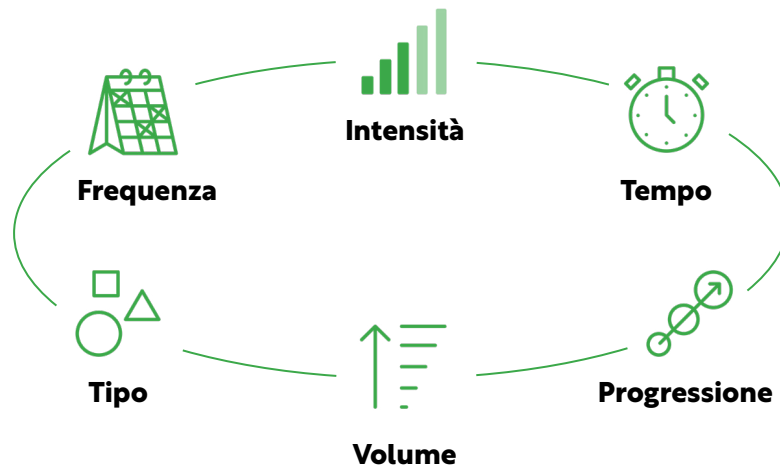 Intensità
Frequenza
Tempo
Tipo
Progressione
Volume